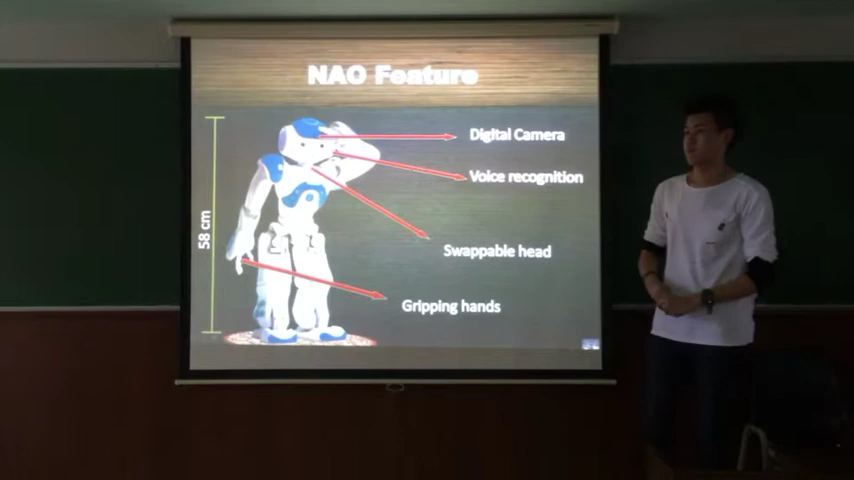 NAO Feature
Digital Camera
Voice recognition
58 cm
Swappable head
Gripping hands